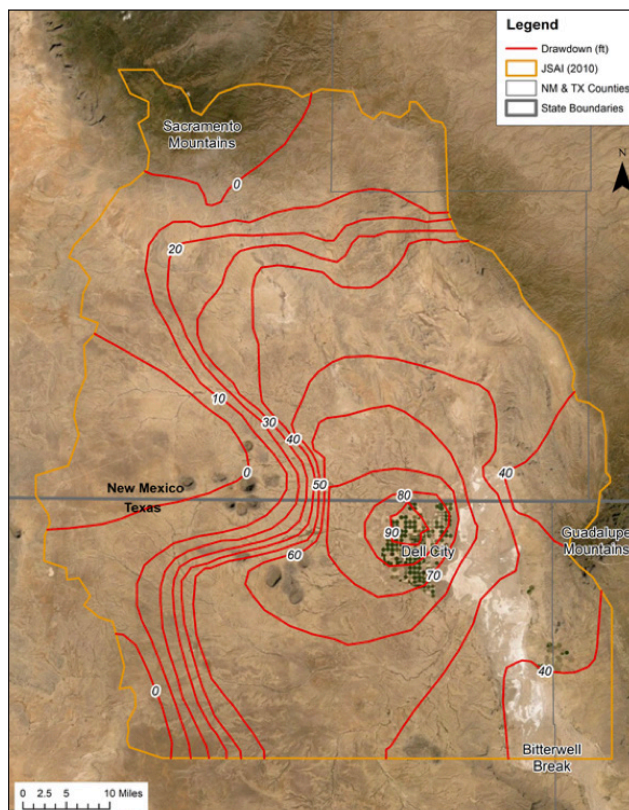 Legend
Drawdown (ft)
JSAI (2010)
NM & TX Counties
State Boundaries
N
Sacramento
Mountains
0
20
10
30
40
0
40
50
New Mexico
Texas
80
90
Dell City
Guadalupe
Mountains
60
70
40
0
Bitterwell
Break
0 2.5 5 10 Miles